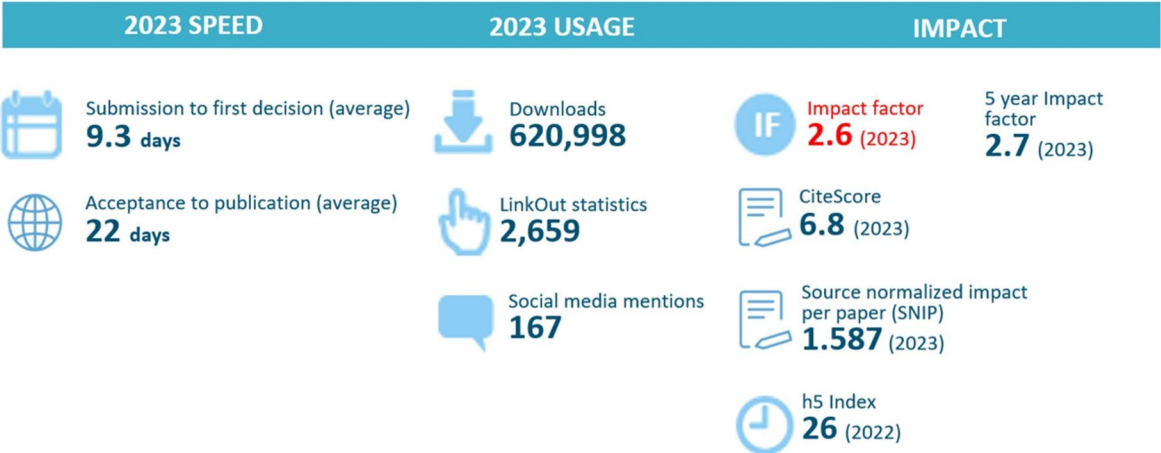 2023 SPEED
Submission to first decision (average)
9.3 days
Acceptance to publication (average)
22 days
2023 USAGE
Downloads
620,998
LinkOut statistics
2,659
Social media mentions
167
IMPACT
IF
Impact factor
2.6 (2023)
5 year Impact
factor
2.7 (2023)
CiteScore
6.8 (2023)
Source normalized impact
per paper (SNIP)
1.587 (2023)
h5 Index
26 (2022)